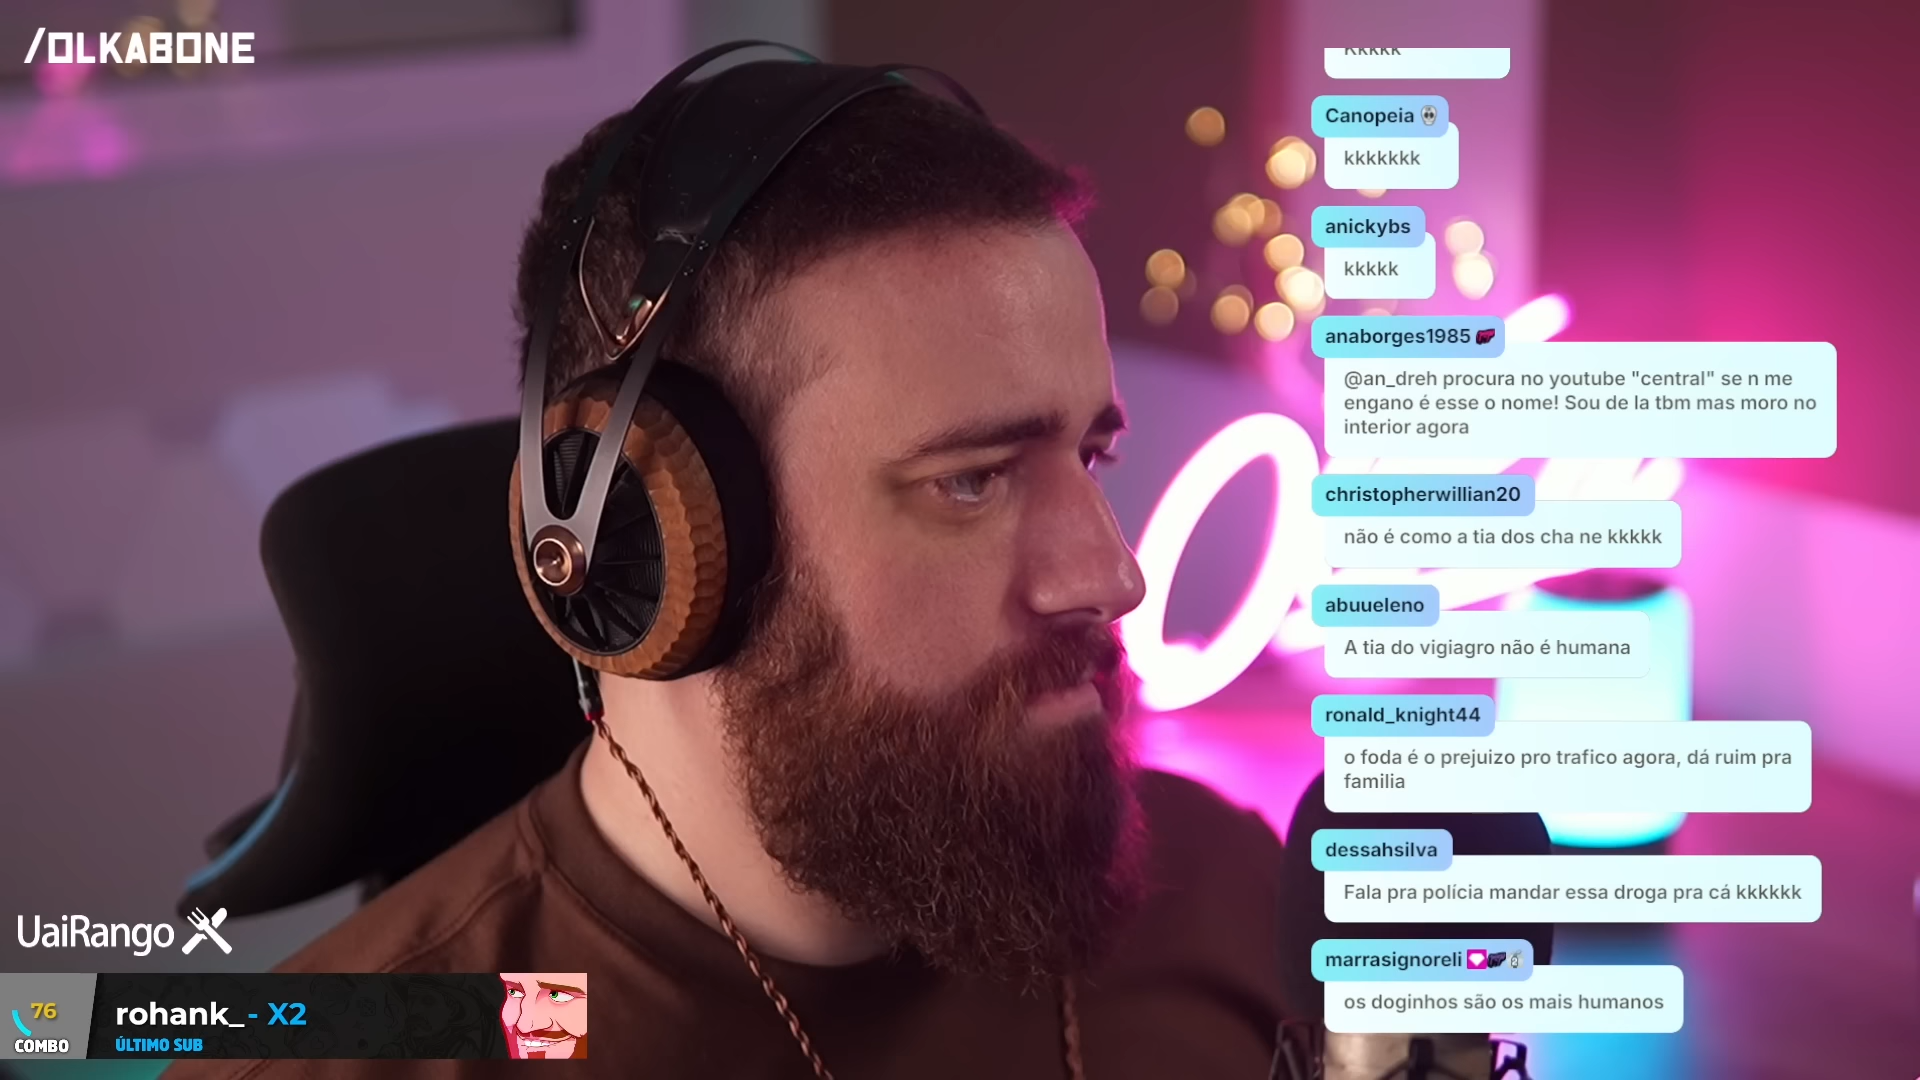 /OLKABONE
Kkkkk
Canopeia
kkkkkkk
anickybs
kkkkk
anaborges1985
@an_dreh procura no youtube "central" se n me
engano é esse o nome! Sou de la tbm mas moro no
interior agora
christopherwillian20
não é como a tia dos cha ne kkkkk
abuueleno
A tia do vigiagro não é humana
ronald_knight44
o foda é o prejuizo pro trafico agora, dá ruim pra
familia
dessahsilva
Fala pra polícia mandar essa droga pra cá kkkkkk
marrasignoreli
os doginhos são os mais humanos
UaiRango
76
COMBO
rohank_ - X2
ÚLTIMO SUB